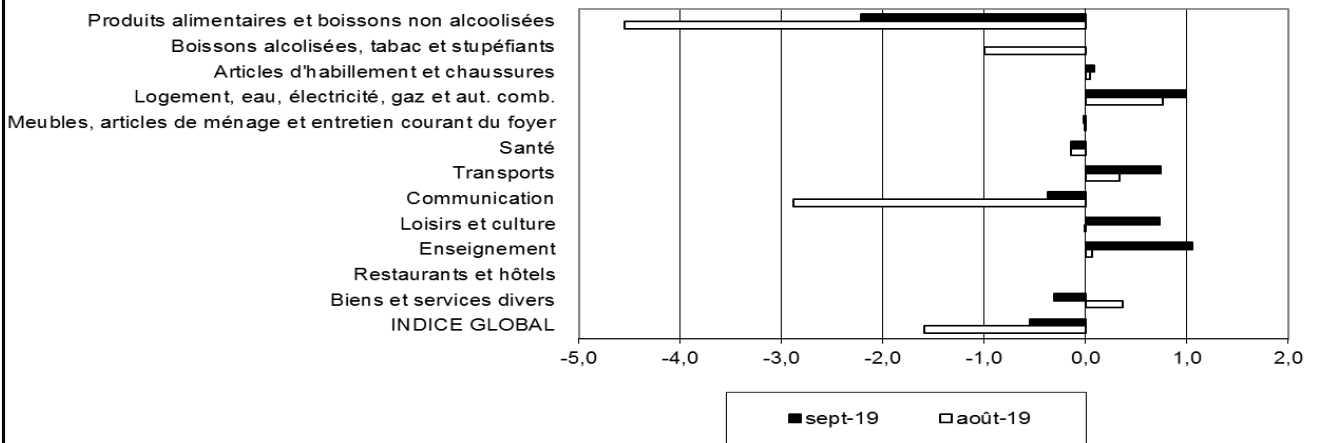 Produits alimentaires et boissons non alcoolisées
Boissons alcolisées, tabac et stupéfiants
Articles d'habillement et chaussures
Logement, eau, électricité, gaz et aut. comb.
Meubles, articles de ménage et entretien courant du foyer
Santé
Transports
Communication
Loisirs et culture
Enseignement
Restaurants et hôtels
Biens et services divers
INDICE GLOBAL
-5,0 -4,0 -3,0 -2,0 -1,0 0,0 1,0 2,0
sept-19 août-19